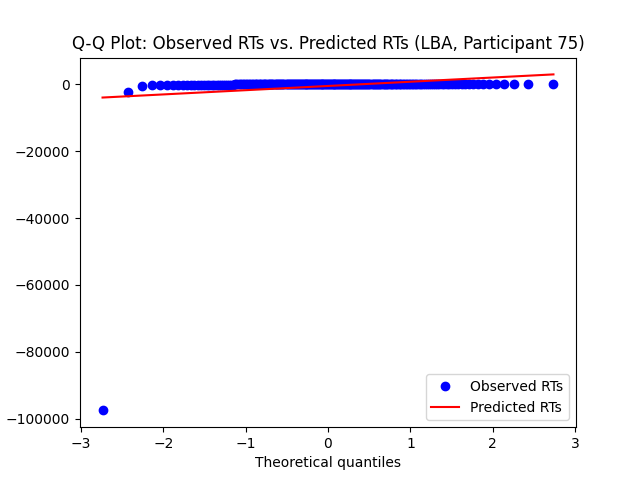 Q-Q Plot: Observed RTs vs. Predicted RTs (LBA, Participant 75)
0
−20000
−40000
−60000
−80000
−100000
Observed RTs
Predicted RTs
−3 −2 −1 0 1 2 3
Theoretical quantiles